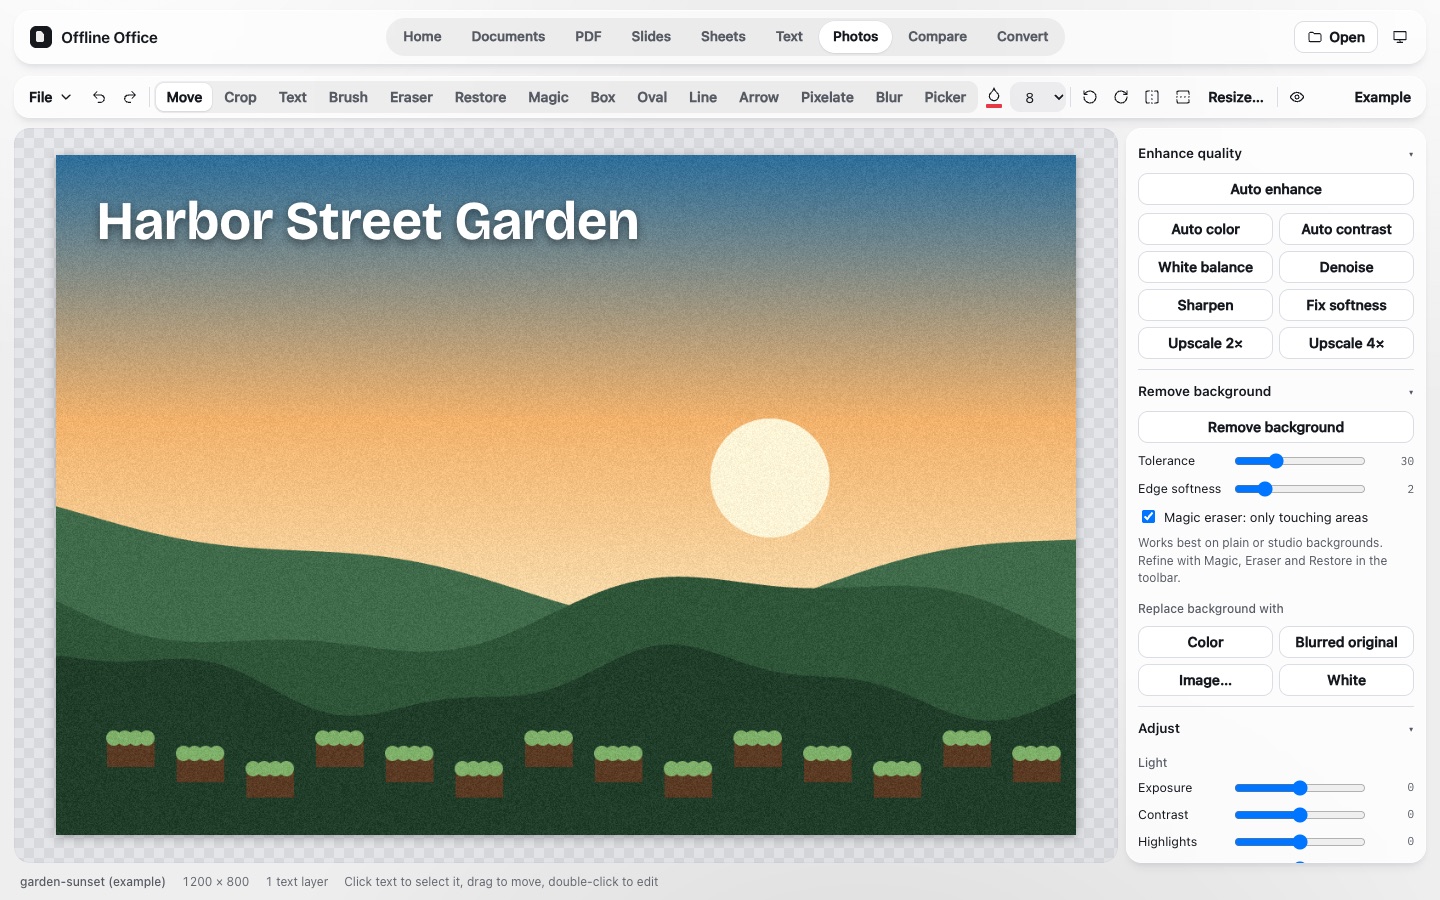 Offline Office
Home Documents PDF Slides Sheets Text Photos Compare Convert
Open
File
Move Crop Text Brush Eraser Restore Magic Box Oval Line Arrow Pixelate Blur Picker
8
Resize...
Example
Harbor Street Garden
Enhance quality
Auto enhance
Auto color Auto contrast
White balance Denoise
Sharpen Fix softness
Upscale 2× Upscale 4×
Remove background
Remove background
Tolerance 30
Edge softness 2
Magic eraser: only touching areas
Works best on plain or studio backgrounds.
Refine with Magic, Eraser and Restore in the
toolbar.
Replace background with
Color Blurred original
Image... White
Adjust
Light
Exposure 0
Contrast 0
Highlights 0
garden-sunset (example) 1200 × 800 1 text layer Click text to select it, drag to move, double-click to edit